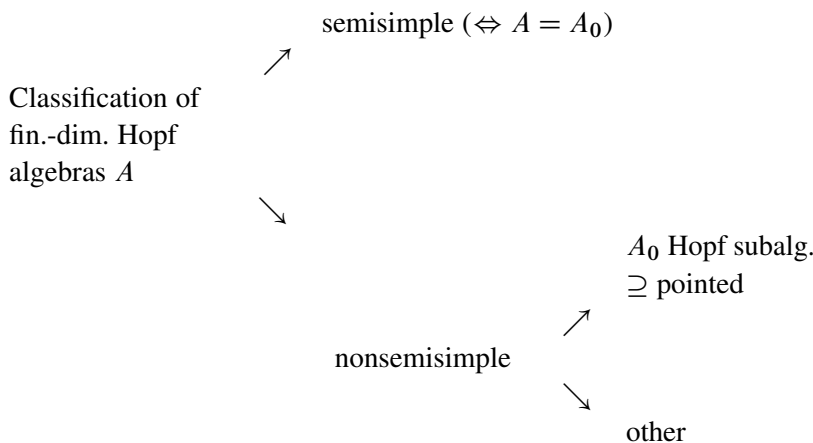 semisimple (⇔ A = A₀)
↗
Classification of
fin.-dim. Hopf
algebras A
↘
A₀ Hopf subalg.
⊇ pointed
↗
nonsemisimple
↘
other